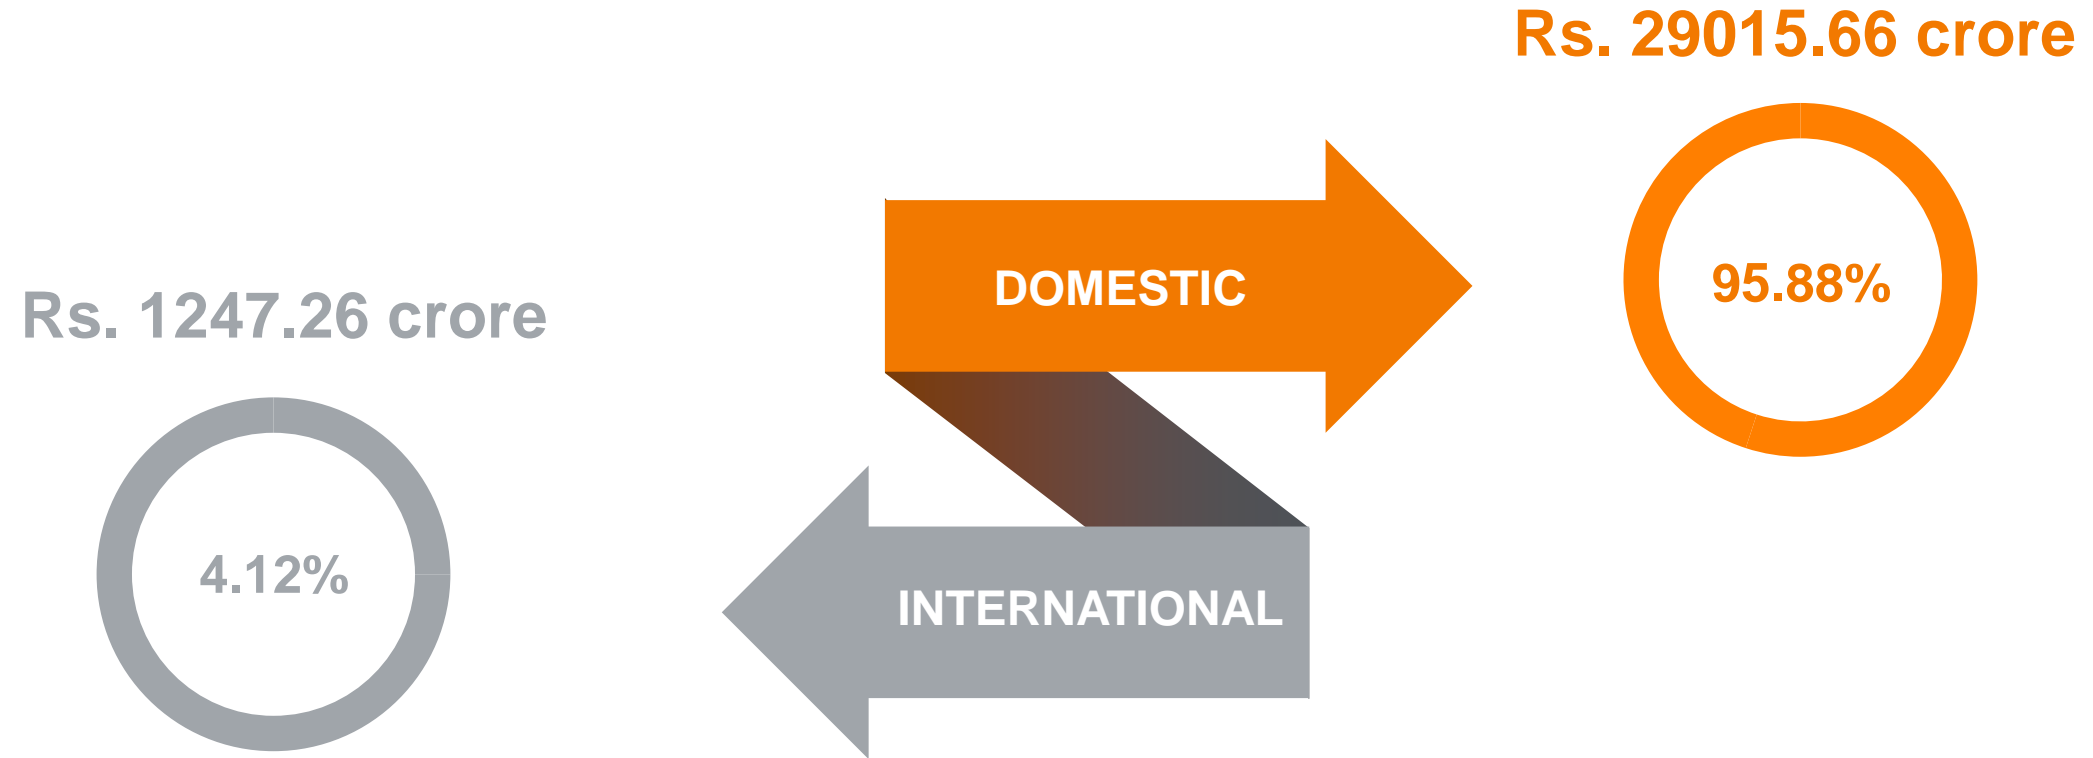 Rs. 29015.66 crore
95.88%
DOMESTIC
Rs. 1247.26 crore
4.12%
INTERNATIONAL